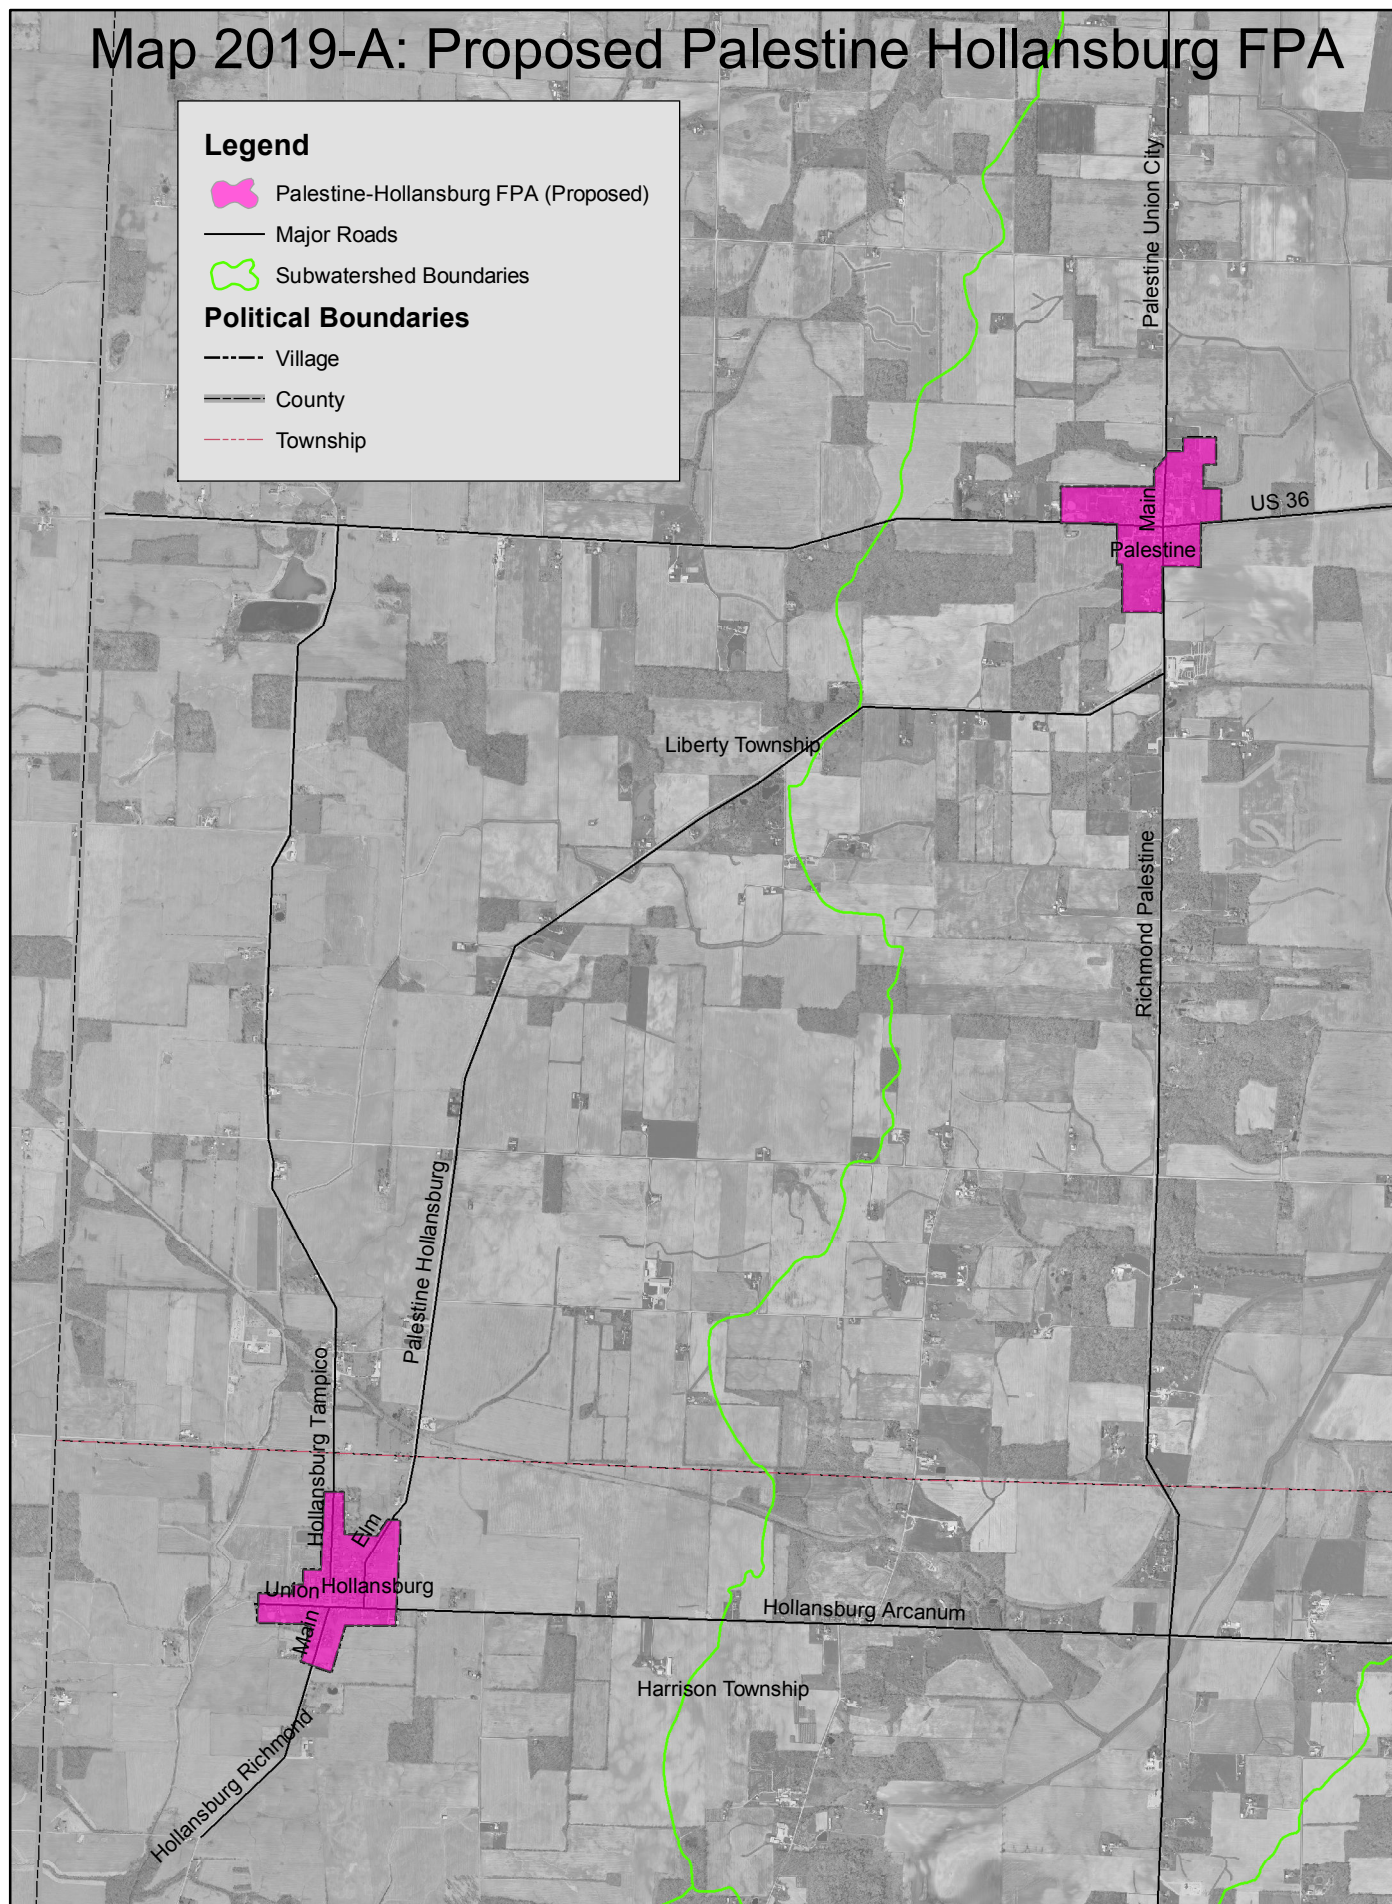 Map 2019-A: Proposed Palestine Hollansburg FPA
Legend
Palestine-Hollansburg FPA (Proposed)
Major Roads
Subwatershed Boundaries
Political Boundaries
Village
County
Township
Palestine Union City
US 36
Main
Palestine
Liberty Township
Richmond Palestine
Palestine Hollansburg
Hollansburg Tampico
Elm
Union
Hollansburg
Main
Hollansburg Arcanum
Harrison Township
Hollansburg Richmond